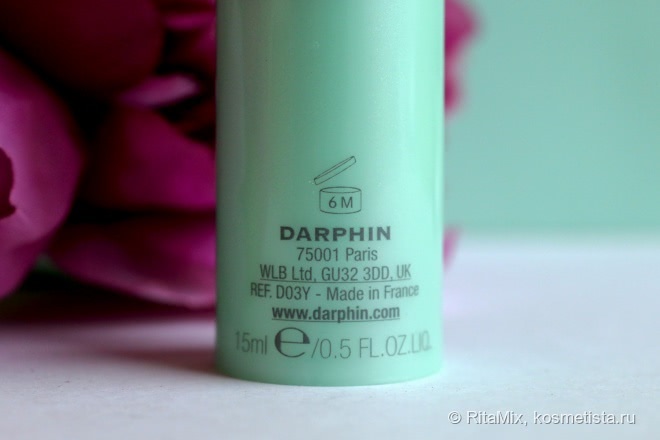 6 M
DARPHIN
75001 Paris
WLB Ltd, GU32 3DD, UK
REF. D03Y - Made in France
www.darphin.com
15ml ℮/0.5 FL.OZ.LIQ.
© RitaMix, kosmetista.ru